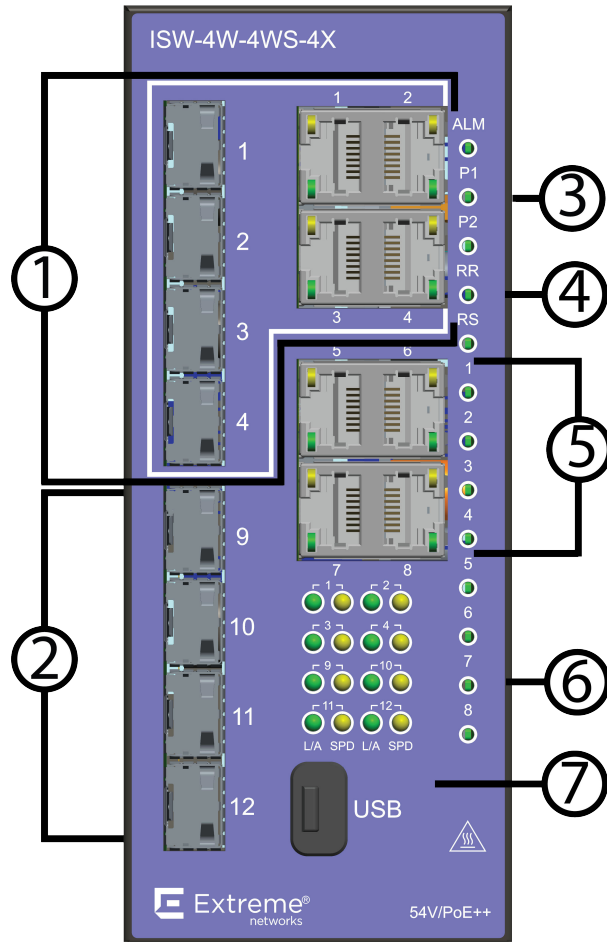 ISW-4W-4WS-4X
1 2
ALM
1
P1
3
P2
2
RR
4
1
3 4
RS
3
5 6
1
4
2
5
3
9
4
7 8
5
1 2
10
6
3 4
2
7
6
9 10
11
8
11 12
L/A SPD L/A SPD
7
12
USB
Extreme®
networks
54V/PoE++